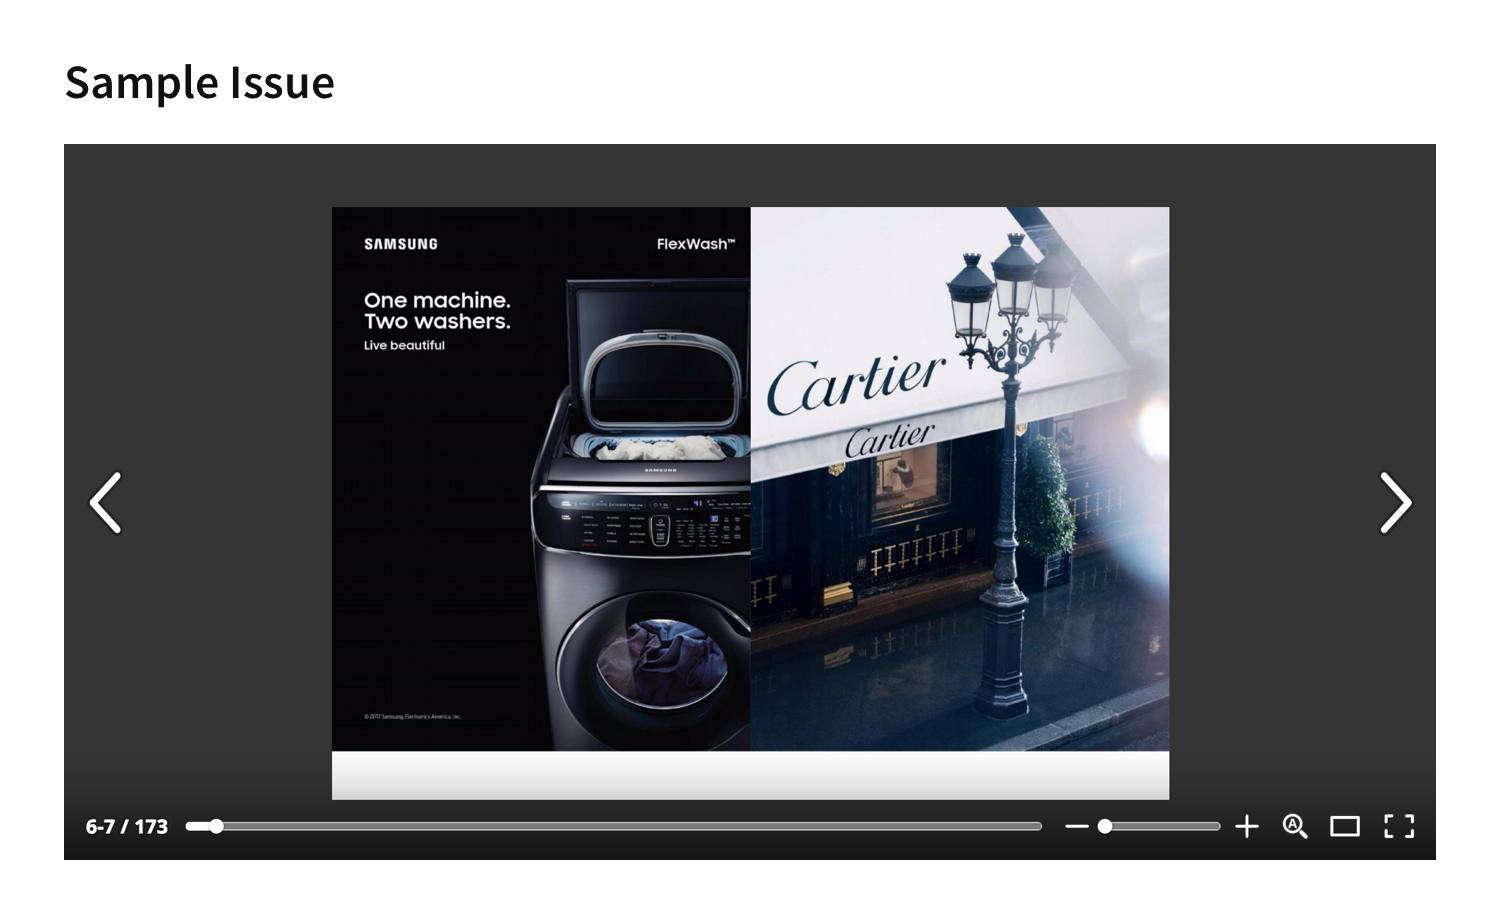 Sample Issue
SAMSUNG
FlexWash™
One machine.
Two washers.
Live beautiful
SAMSUNG
© 2017 Samsung Electronics America, Inc.
Cartier
Cartier
6-7 / 173